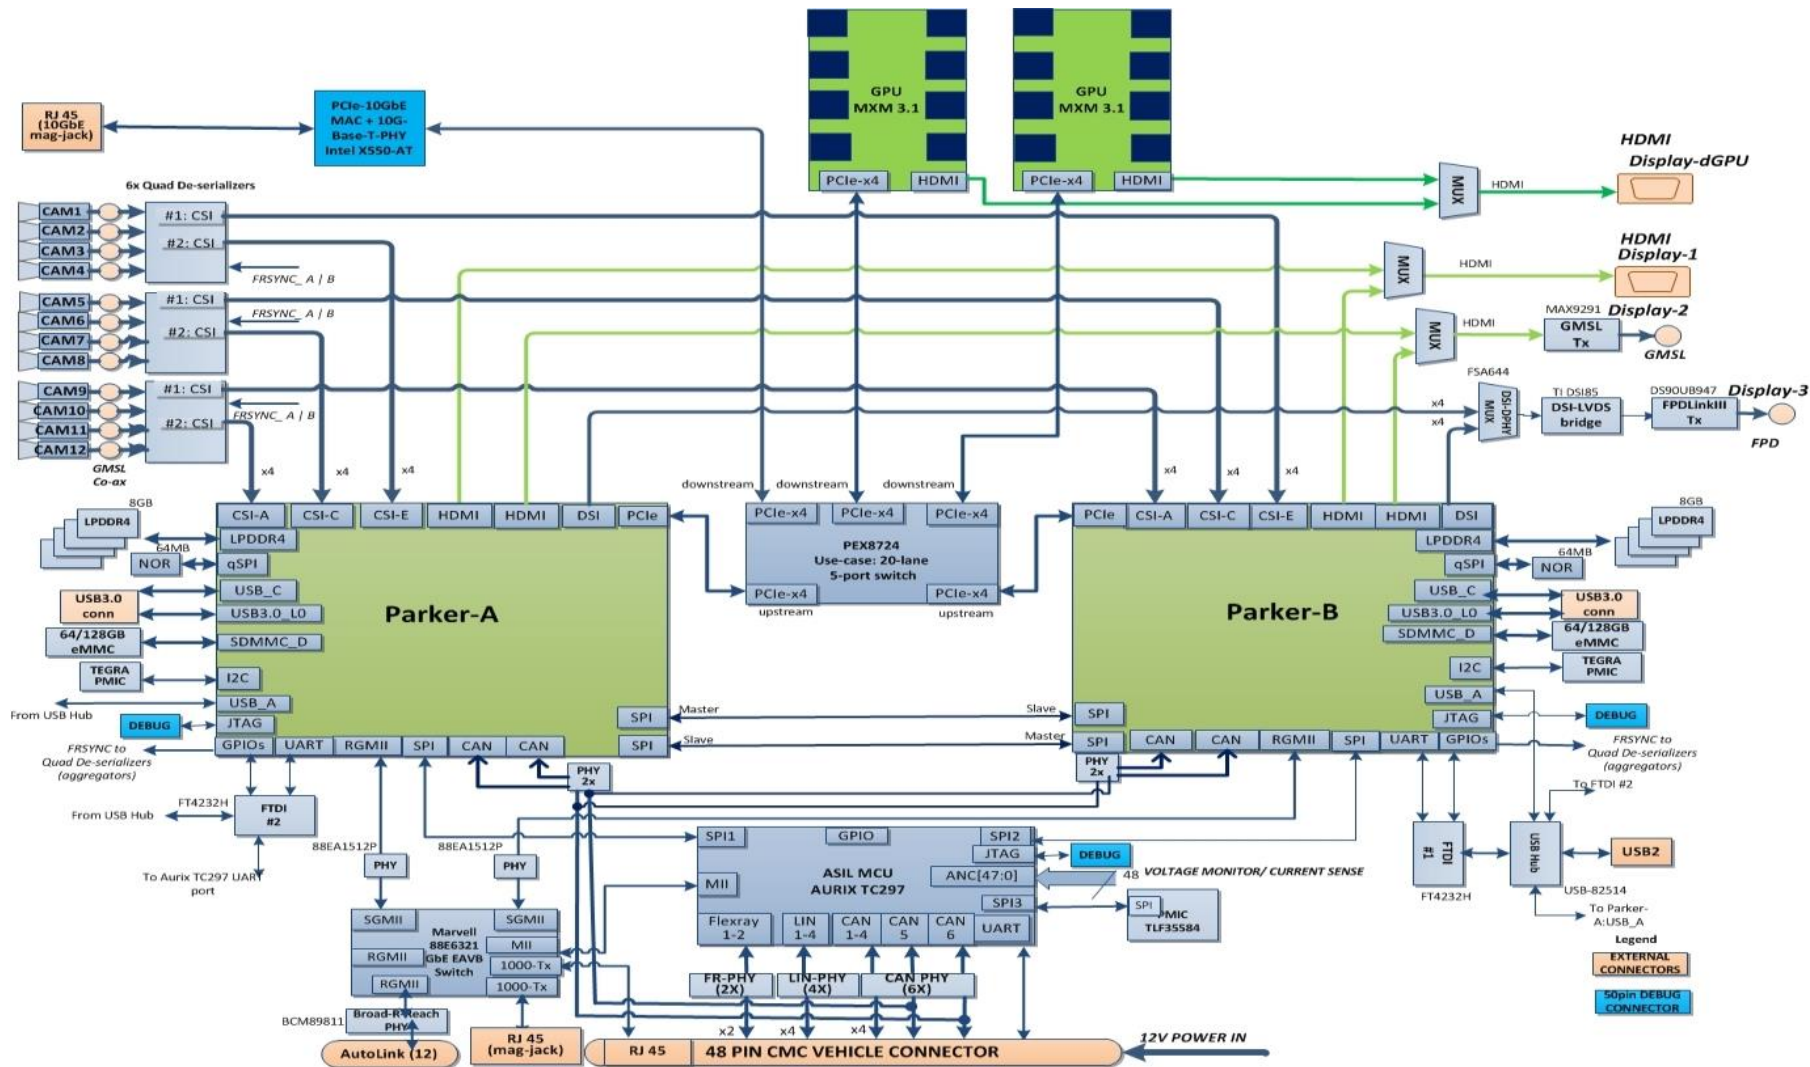 GPU
MXM 3.1
PCIe-x4
HDMI
GPU
MXM 3.1
PCIe-x4
HDMI
RJ 45
(10GbE
mag-jack)
PCIe-10GbE
MAC + 10G-
Base-T-PHY
Intel X550-AT
HDMI
Display-dGPU
MUX
HDMI
6x Quad De-serializers
CAM1
CAM2
CAM3
CAM4
#1: CSI
#2: CSI
FRSYNC_ A | B
CAM5
CAM6
CAM7
CAM8
#1: CSI
#2: CSI
FRSYNC_ A | B
CAM9
CAM10
CAM11
CAM12
#1: CSI
#2: CSI
FRSYNC_ A | B
GMSL
Co-ax
HDMI
Display-1
MUX
HDMI
MUX
HDMI
MAX9291
Display-2
GMSL
Tx
GMSL
FSA644
DSI-DPHY
MUX
x4
x4
TI DSI85
DSI-LVDS
bridge
DS90UB947
FPDLinkIII
Tx
Display-3
FPD
x4
x4
x4
x4
x4
x4
downstream
downstream
downstream
CSI-A
CSI-C
CSI-E
HDMI
HDMI
DSI
PCIe
PCIe-x4
PCIe-x4
PCIe-x4
PEX8724
Use-case: 20-lane
5-port switch
PCIe-x4
PCIe-x4
upstream
upstream
PCIe
CSI-A
CSI-C
CSI-E
HDMI
HDMI
DSI
8GB
LPDDR4
LPDDR4
64MB
NOR
qSPI
USB_C
USB3.0
conn
USB3.0_L0
64/128GB
eMMC
SDMMC_D
TEGRA
PMIC
I2C
USB_A
From USB Hub
DEBUG
JTAG
Parker-A
GPIOs
UART
RGMII
SPI
CAN
CAN
SPI
SPI
FRSYNC to
Quad De-serializers
(aggregators)
Master
Slave
Slave
Master
Parker-B
LPDDR4
8GB
LPDDR4
qSPI
64MB
NOR
USB_C
USB3.0_L0
USB3.0
conn
SDMMC_D
64/128GB
eMMC
I2C
TEGRA
PMIC
USB_A
JTAG
DEBUG
SPI
SPI
CAN
CAN
RGMII
SPI
UART
GPIOs
FRSYNC to
Quad De-serializers
(aggregators)
PHY
2x
PHY
2x
FT4232H
From USB Hub
FTDI
#2
To Aurix TC297 UART
port
88EA1512P
PHY
88EA1512P
PHY
SPI1
GPIO
SPI2
JTAG
DEBUG
ASIL MCU
AURIX TC297
ANC[47:0]
48
VOLTAGE MONITOR/ CURRENT SENSE
MII
SPI3
SPI
PMIC
TLF35584
Flexray
1-2
LIN
1-4
CAN
1-4
CAN
5
CAN
6
UART
To FTDI #2
FTDI
#1
FT4232H
USB Hub
USB2
USB-82514
To Parker-
A:USB_A
SGMII
SGMII
Marvell
88E6321
GbE EAVB
Switch
MII
RGMII
1000-Tx
RGMII
1000-Tx
BCM89811
Broad-R-Reach
PHY
AutoLink (12)
RJ 45
(mag-jack)
FR-PHY
(2X)
LIN-PHY
(4X)
CAN PHY
(6X)
x2
x4
x4
RJ 45
48 PIN CMC VEHICLE CONNECTOR
12V POWER IN
Legend
EXTERNAL
CONNECTORS
50pin DEBUG
CONNECTOR